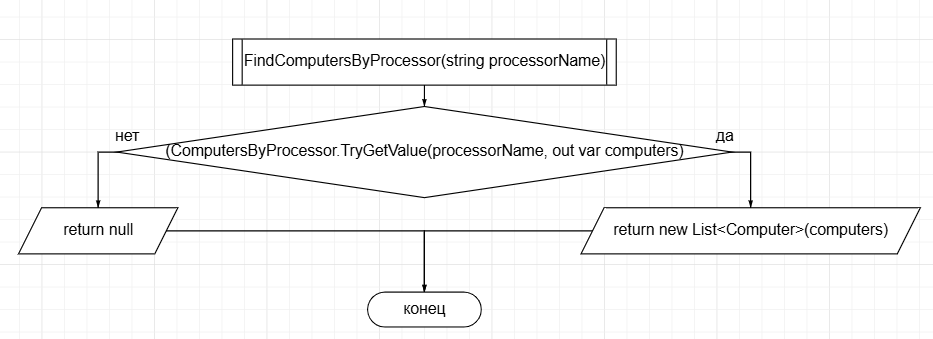 FindComputersByProcessor(string processorName)
нет
да
(ComputersByProcessor.TryGetValue(processorName, out var computers)
return null
return new List<Computer>(computers)
конец